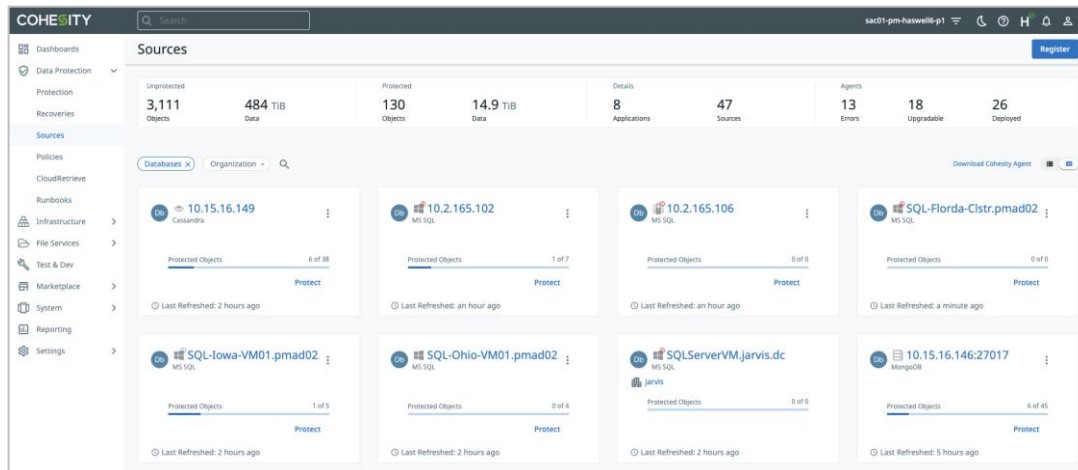 COHESITY
Search
sac01-pm-haswell6-p1
H
Dashboards
Data Protection
Protection
Recoveries
Sources
Policies
CloudRetrieve
Runbooks
Infrastructure
File Services
Test & Dev
Marketplace
System
Reporting
Settings
Sources
Register
Unprotected
3,111 484 TiB
Objects Data
Protected
130 14.9 TiB
Objects Data
Details
8 47
Applications Sources
Agents
13 18 26
Errors Upgradable Deployed
Databases × Organization
Download Cohesity Agent
Db 10.15.16.149
Cassandra
Protected Objects 6 of 38
Protect
Last Refreshed: 2 hours ago
Db 10.2.165.102
MS SQL
Protected Objects 1 of 7
Protect
Last Refreshed: an hour ago
Db 10.2.165.106
MS SQL
Protected Objects 0 of 0
Protect
Last Refreshed: an hour ago
Db SQL-Florda-Clstr.pmad02
MS SQL
Protected Objects 0 of 0
Protect
Last Refreshed: a minute ago
Db SQL-Iowa-VM01.pmad02
MS SQL
Protected Objects 1 of 5
Protect
Last Refreshed: 2 hours ago
Db SQL-Ohio-VM01.pmad02
MS SQL
Protected Objects 0 of 4
Protect
Last Refreshed: 2 hours ago
Db SQLServerVM.jarvis.dc
MS SQL
jarvis
Protected Objects 0 of 0
Last Refreshed: 2 hours ago
Db 10.15.16.146:27017
MongoDB
Protected Objects 6 of 45
Protect
Last Refreshed: 5 hours ago